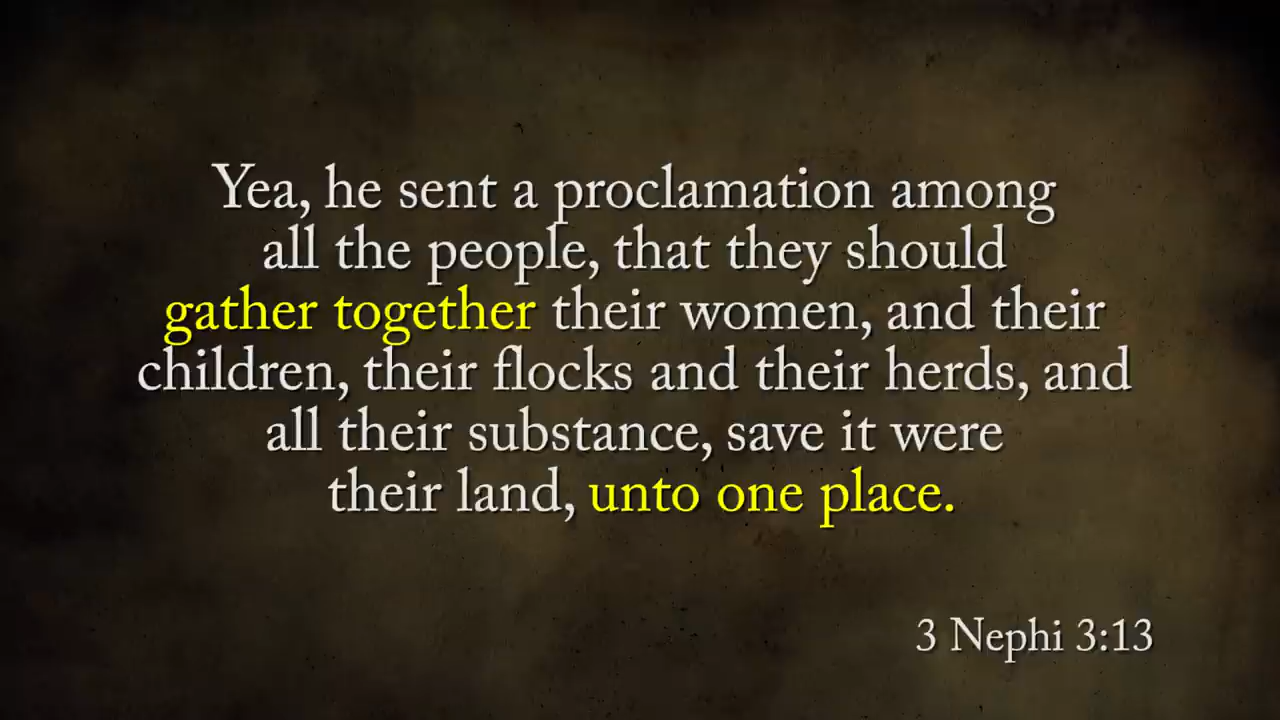 Yea, he sent a proclamation among
all the people, that they should
gather together their women, and their
children, their flocks and their herds, and
all their substance, save it were
their land, unto one place.
3 Nephi 3:13